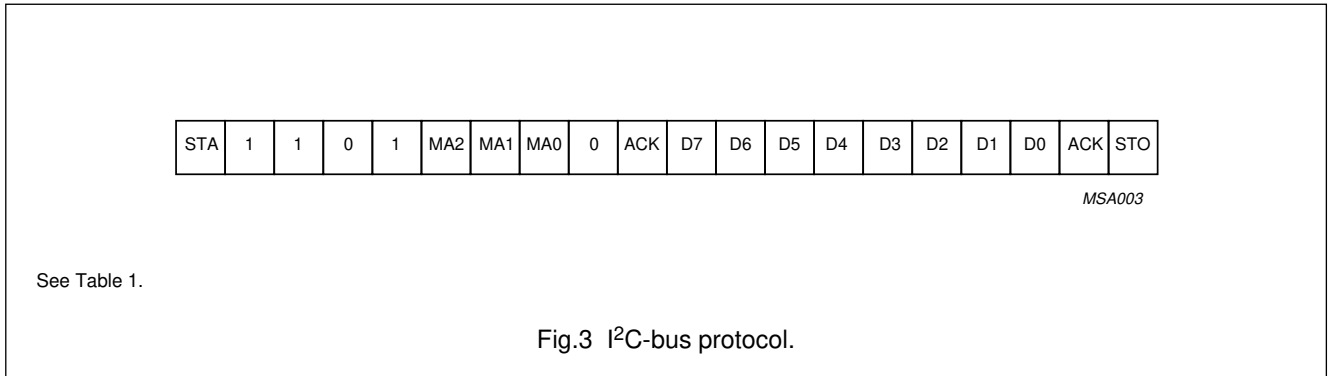 STA 1 1 0 1 MA2 MA1 MA0 0 ACK D7 D6 D5 D4 D3 D2 D1 D0 ACK STO
MSA003
See Table 1.
Fig.3 I²C-bus protocol.